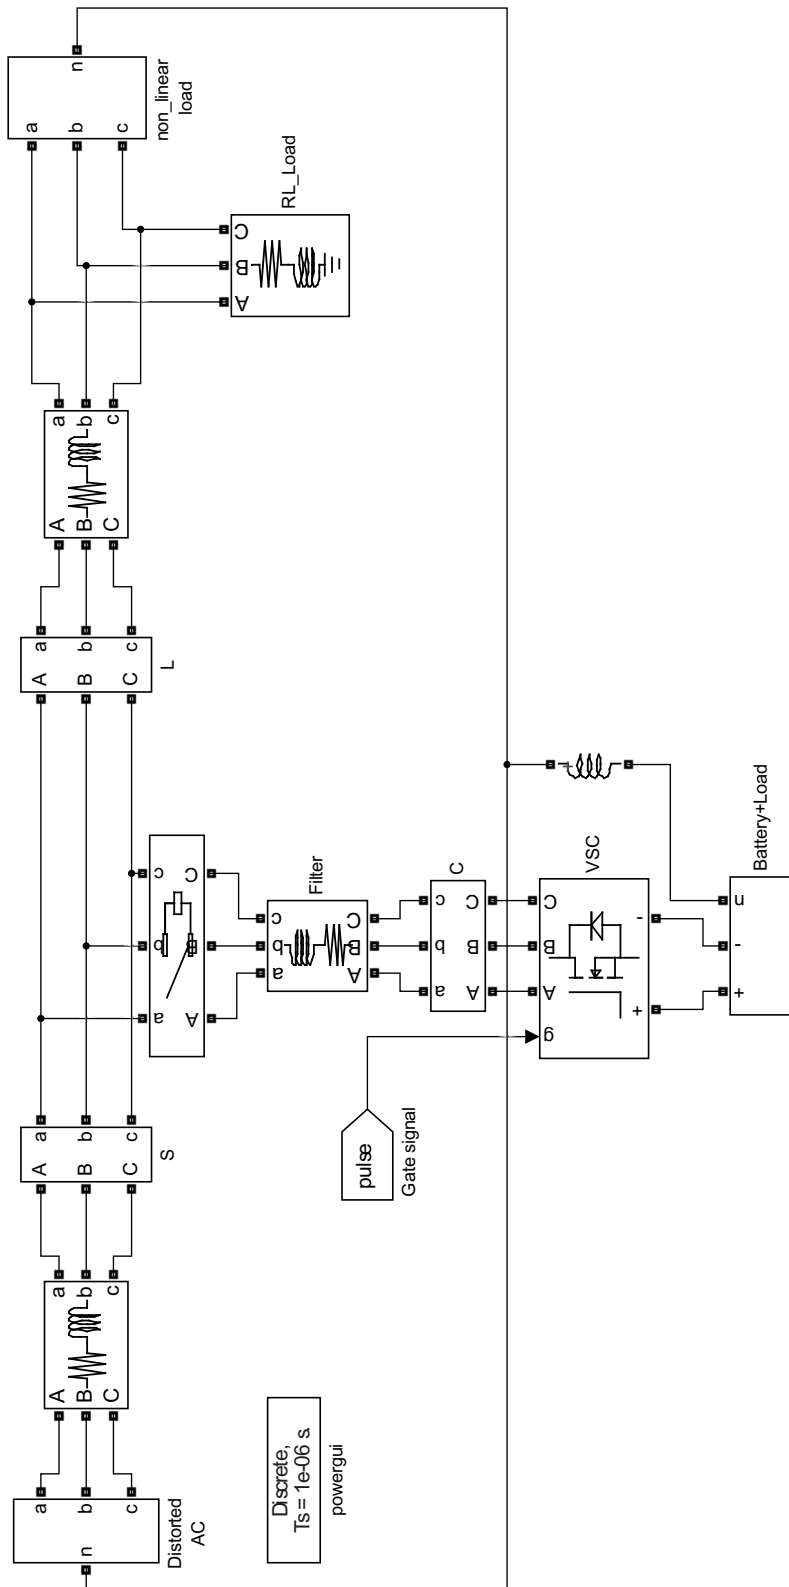 n
a
b
c
Distorted
AC
A
B
C
a
b
c
A
B
C
a
b
c
S
A
B
C
a
b
c
L
A
B
C
a
b
c
a
b
c
n
non_linear
load
A
B
C
RL_Load
a
b
c
A
B
C
Discrete,
Ts = 1e-06 s.
powergui
a
b
c
A
B
C
Filter
pulse
Gate signal
a
b
c
A
B
C
C
g
A
B
C
+
-
VSC
+
+
-
n
Battery+Load